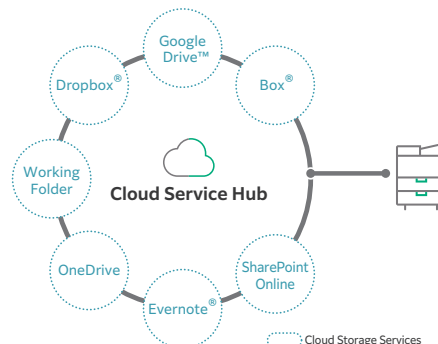 Google
Drive™
Dropbox®
Box®
Working
Folder
Cloud Service Hub
OneDrive
SharePoint
Online
Evernote®
Cloud Storage Services